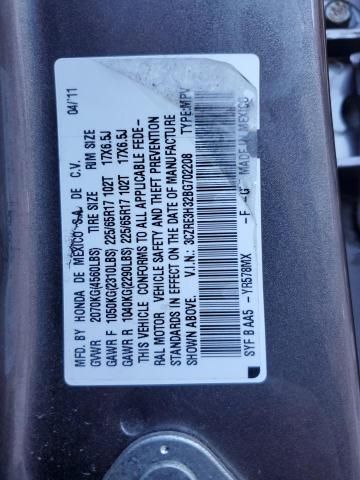 MFD. BY HONDA DE MEXICO S.A. DE C.V. 04/'11
GVWR 2070KG(4560LBS) TIRE SIZE RIM SIZE
GAWR F 1050KG(2310LBS) 225/65R17 102T 17X6.5J
GAWR R 1040KG(2290LBS) 225/65R17 102T 17X6.5J
THIS VEHICLE CONFORMS TO ALL APPLICABLE FEDE-
RAL MOTOR VEHICLE SAFETY AND THEFT PREVENTION
STANDARDS IN EFFECT ON THE DATE OF MANUFACTURE
SHOWN ABOVE. V.I.N.: 3CZRE3H32BG702208 TYPE:MPV
SYF B AA5 -YR578MX -F -G MADE IN MEXICO